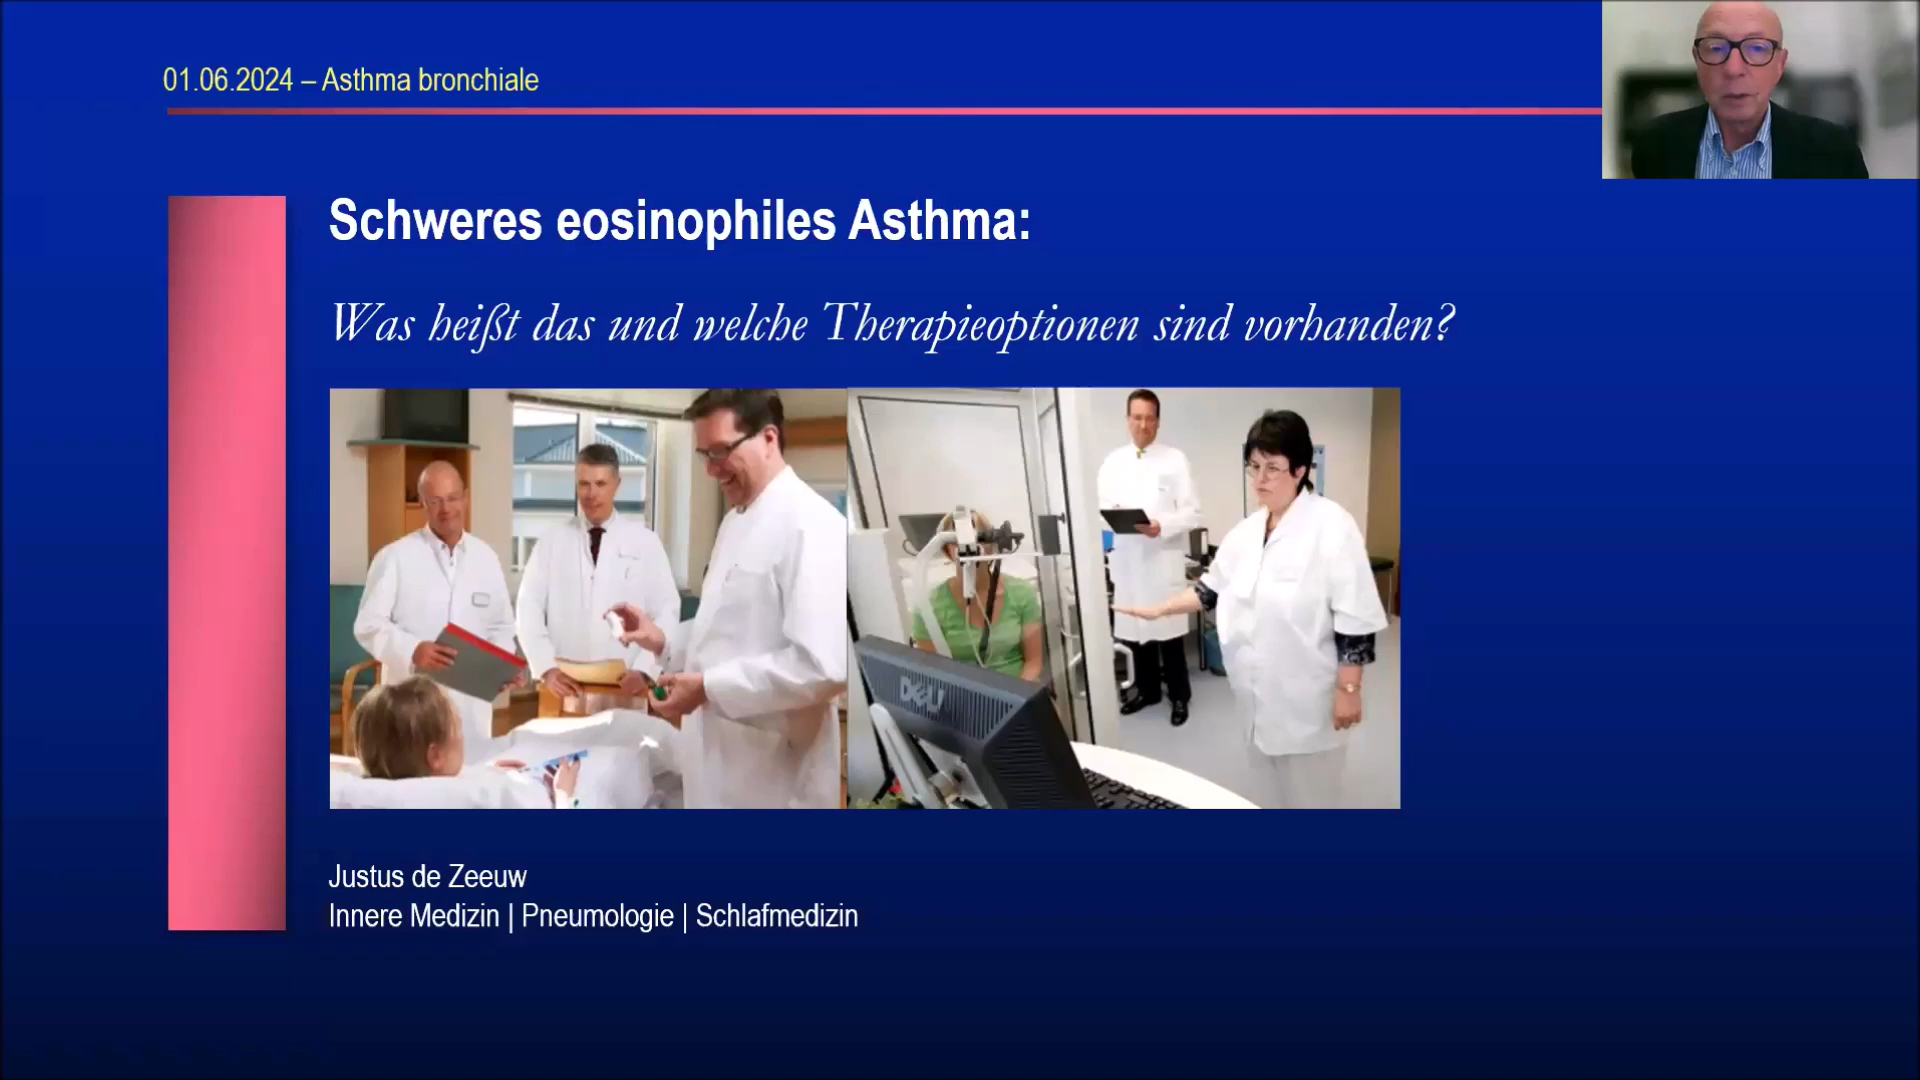 01.06.2024 – Asthma bronchiale
Schweres eosinophiles Asthma:
Was heißt das und welche Therapieoptionen sind vorhanden?
DELL
Justus de Zeeuw
Innere Medizin | Pneumologie | Schlafmedizin